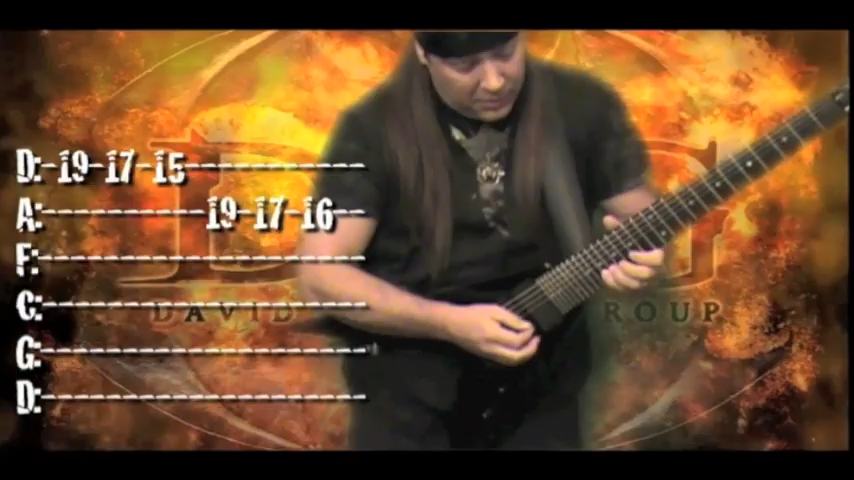 D:-19-17-15-----------
A:----------19-17-16--
F:--------------------
C:--------------------
G:--------------------
D:--------------------
DAVID
ROUP